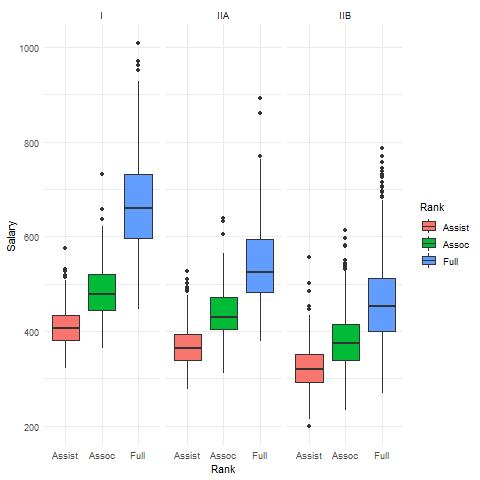 I IIA IIB
1000
800
600
400
200
Salary
Assist Assoc Full Assist Assoc Full Assist Assoc Full
Rank
Rank
Assist
Assoc
Full